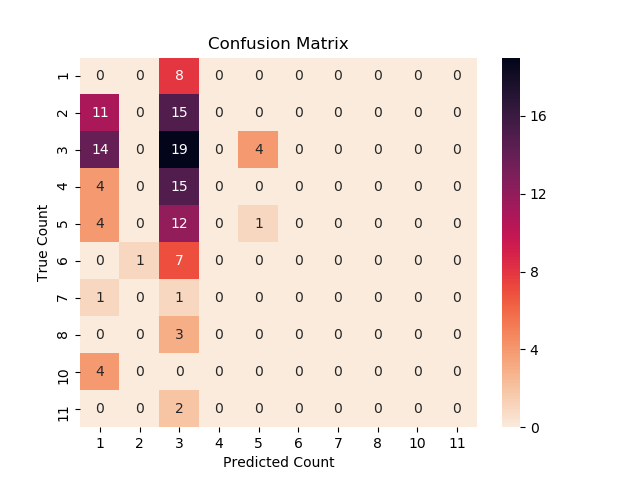 Confusion Matrix
1 0 0 8 0 0 0 0 0 0 0
2 11 0 15 0 0 0 0 0 0 0
3 14 0 19 0 4 0 0 0 0 0
4 4 0 15 0 0 0 0 0 0 0
5 4 0 12 0 1 0 0 0 0 0
6 0 1 7 0 0 0 0 0 0 0
7 1 0 1 0 0 0 0 0 0 0
8 0 0 3 0 0 0 0 0 0 0
10 4 0 0 0 0 0 0 0 0 0
11 0 0 2 0 0 0 0 0 0 0
1 2 3 4 5 6 7 8 10 11
Predicted Count
True Count
16
12
8
4
0